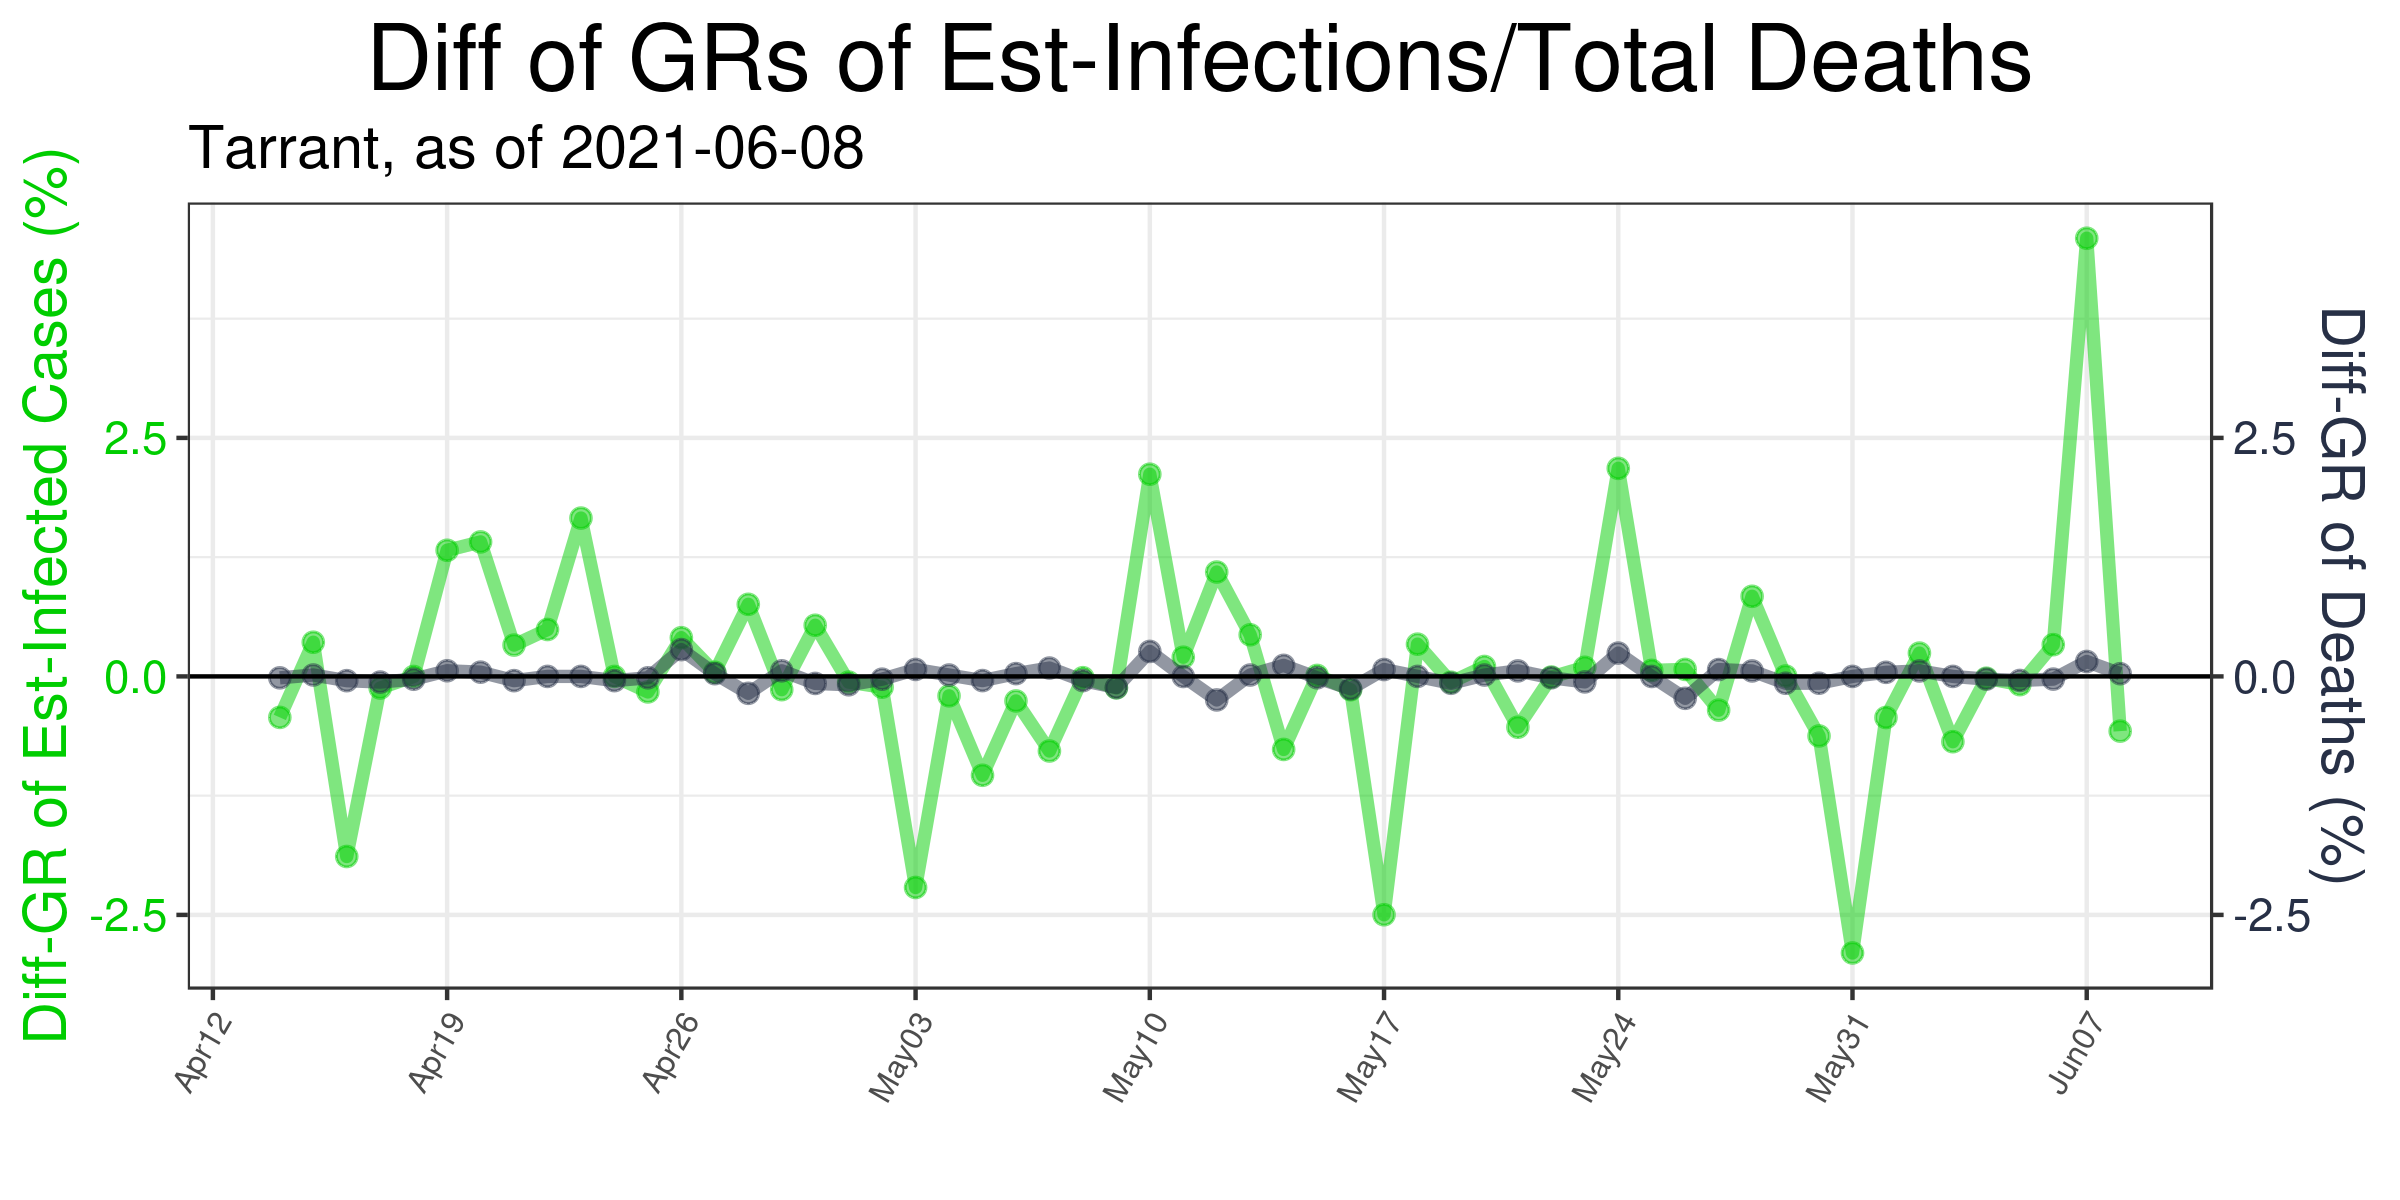 Diff of GRs of Est-Infections/Total Deaths
Tarrant, as of 2021-06-08
Diff-GR of Est-Infected Cases (%)
2.5
0.0
-2.5
2.5
0.0
-2.5
Diff-GR of Deaths (%)
Apr12
Apr19
Apr26
May03
May10
May17
May24
May31
Jun07